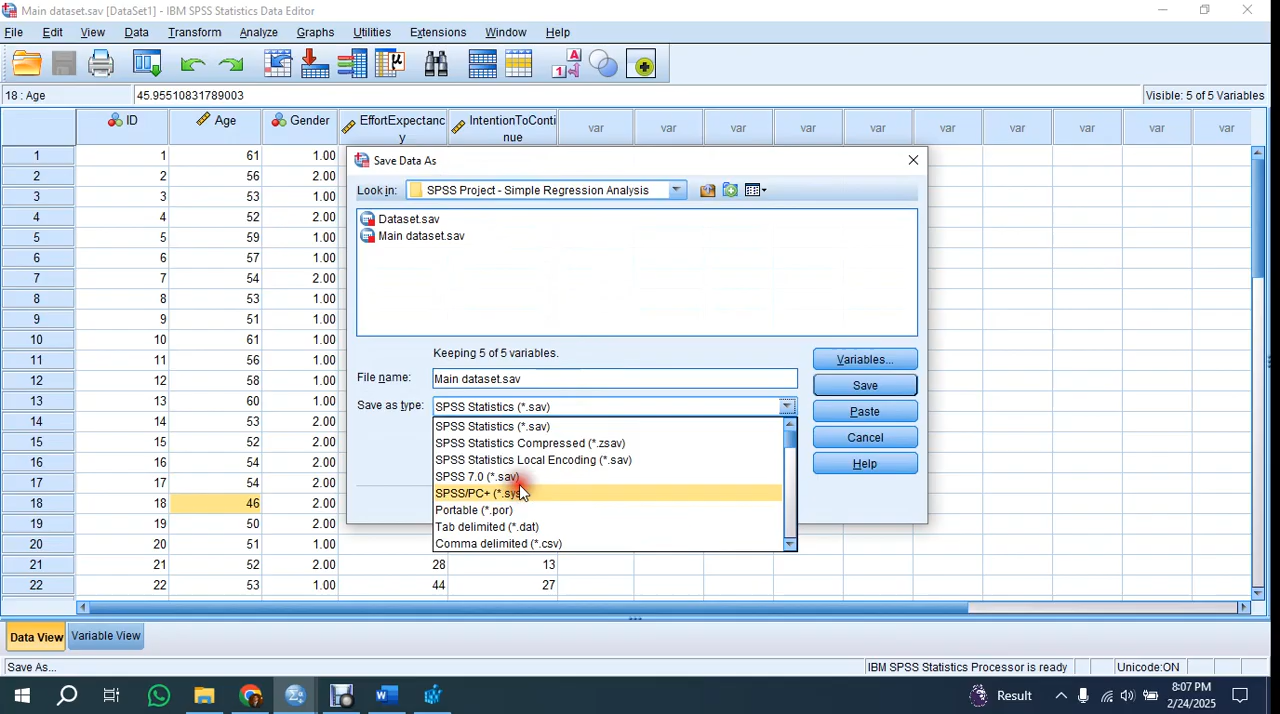 Main dataset.sav [DataSet1] - IBM SPSS Statistics Data Editor
File Edit View Data Transform Analyze Graphs Utilities Extensions Window Help
18 : Age 45.95510831789003 Visible: 5 of 5 Variables
ID Age Gender EffortExpectancy IntentionToContinue var var var var var var var var var
1 1 61 1.00
2 2 56 2.00
3 3 53 1.00
4 4 52 2.00
5 5 59 1.00
6 6 57 1.00
7 7 54 2.00
8 8 53 1.00
9 9 51 1.00
10 10 61 1.00
11 11 56 1.00
12 12 58 1.00
13 13 60 1.00
14 14 53 2.00
15 15 52 2.00
16 16 54 2.00
17 17 54 2.00
18 18 46 2.00
19 19 50 2.00
20 20 51 1.00
21 21 52 2.00 28 13
22 22 53 1.00 44 27
Save Data As
Look in: SPSS Project - Simple Regression Analysis
Dataset.sav
Main dataset.sav
Keeping 5 of 5 variables.
Variables...
File name: Main dataset.sav
Save
Save as type: SPSS Statistics (*.sav)
Paste
Cancel
Help
SPSS Statistics (*.sav)
SPSS Statistics Compressed (*.zsav)
SPSS Statistics Local Encoding (*.sav)
SPSS 7.0 (*.sav)
SPSS/PC+ (*.sys
Portable (*.por)
Tab delimited (*.dat)
Comma delimited (*.csv)
Data View Variable View
Save As... IBM SPSS Statistics Processor is ready Unicode:ON
Result 8:07 PM
2/24/2025